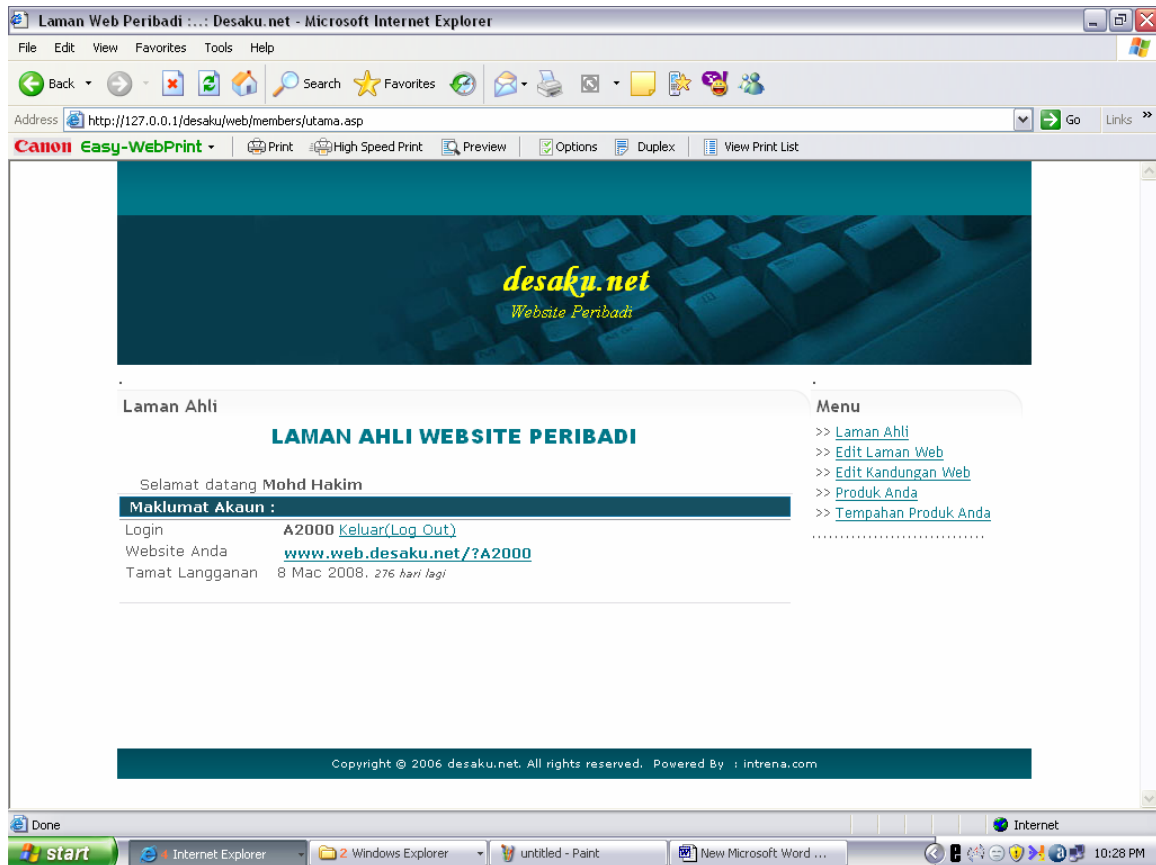 Laman Web Peribadi :..: Desaku.net - Microsoft Internet Explorer
File Edit View Favorites Tools Help
Back Search Favorites
Address http://127.0.0.1/desaku/web/members/utama.asp Go Links »
Canon Easy-WebPrint Print High Speed Print Preview Options Duplex View Print List
desaku.net
Website Peribadi
Laman Ahli
LAMAN AHLI WEBSITE PERIBADI
Selamat datang Mohd Hakim
Maklumat Akaun :
Login A2000 Keluar(Log Out)
Website Anda www.web.desaku.net/?A2000
Tamat Langganan 8 Mac 2008. 276 hari lagi
Menu
>> Laman Ahli
>> Edit Laman Web
>> Edit Kandungan Web
>> Produk Anda
>> Tempahan Produk Anda
Copyright © 2006 desaku.net. All rights reserved. Powered By : intrena.com
Done Internet
start 4 Internet Explorer 2 Windows Explorer untitled - Paint New Microsoft Word ... 10:28 PM